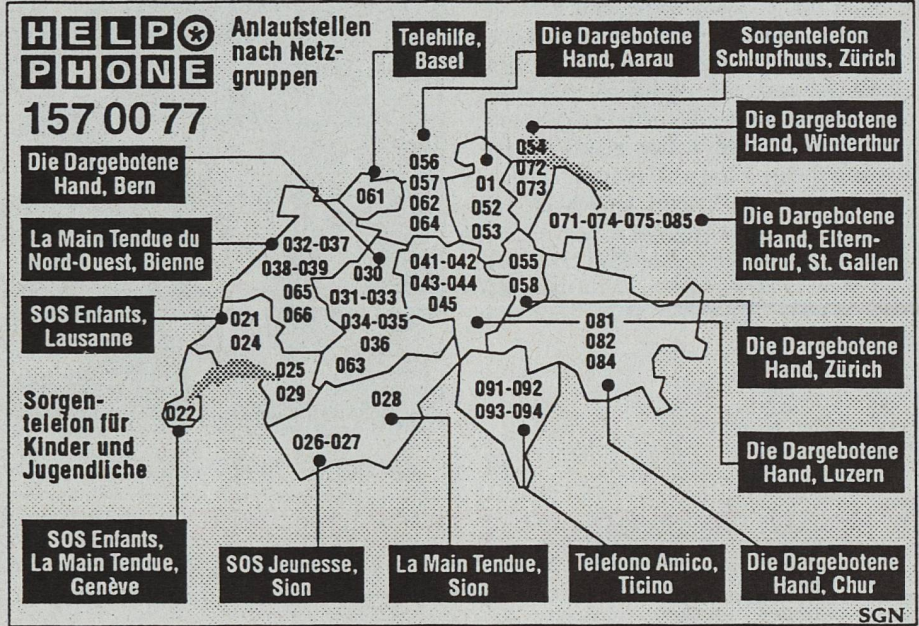 HELP
PHONE
157 00 77
Anlaufstellen
nach Netz-
gruppen
Telehilfe,
Basel
Die Dargebotene
Hand, Aarau
Sorgentelefon
Schlupfhuus, Zürich
Die Dargebotene
Hand, Winterthur
Die Dargebotene
Hand, Eltern-
notruf, St. Gallen
Die Dargebotene
Hand, Zürich
Die Dargebotene
Hand, Luzern
Die Dargebotene
Hand, Bern
La Main Tendue du
Nord-Ouest, Bienne
SOS Enfants,
Lausanne
Sorgen-
telefon für
Kinder und
Jugendliche
SOS Enfants,
La Main Tendue,
Genève
SOS Jeunesse,
Sion
La Main Tendue,
Sion
Telefono Amico,
Ticino
Die Dargebotene
Hand, Chur
061
056
057
062
064
01
052
053
054
072
073
071-074-075-085
032-037
038-039
065
066
030
031-033
034-035
036
063
041-042
043-044
045
055
058
021
024
025
029
022
028
026-027
081
082
084
091-092
093-094
SGN